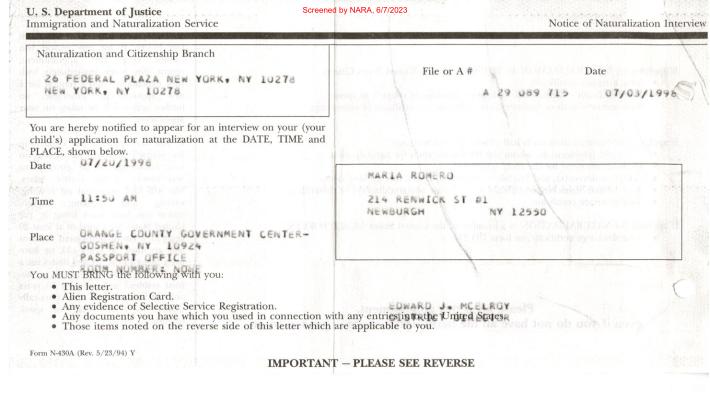 Screened by NARA, 6/7/2023
U. S. Department of Justice
Immigration and Naturalization Service
Notice of Naturalization Interview
Naturalization and Citizenship Branch
26 FEDERAL PLAZA NEW YORK, NY 10278
NEW YORK, NY 10278
File or A #
Date
A 29 089 715
07/03/1996
You are hereby notified to appear for an interview on your (your
child's) application for naturalization at the DATE, TIME and
PLACE, shown below.
Date 07/20/1996
Time 11:50 AM
Place ORANGE COUNTY GOVERNMENT CENTER-
GOSHEN, NY 10924
PASSPORT OFFICE
ROOM NUMBER: NONE
MARIA ROMERO
214 RENWICK ST #1
NEWBURGH NY 12550
You MUST BRING the following with you:
• This letter.
• Alien Registration Card.
• Any evidence of Selective Service Registration.
• Any documents you have which you used in connection with any entries into the United States.
• Those items noted on the reverse side of this letter which are applicable to you.
EDWARD J. MCELROY
DISTRICT DIRECTOR
Form N-430A (Rev. 5/23/94) Y
IMPORTANT — PLEASE SEE REVERSE